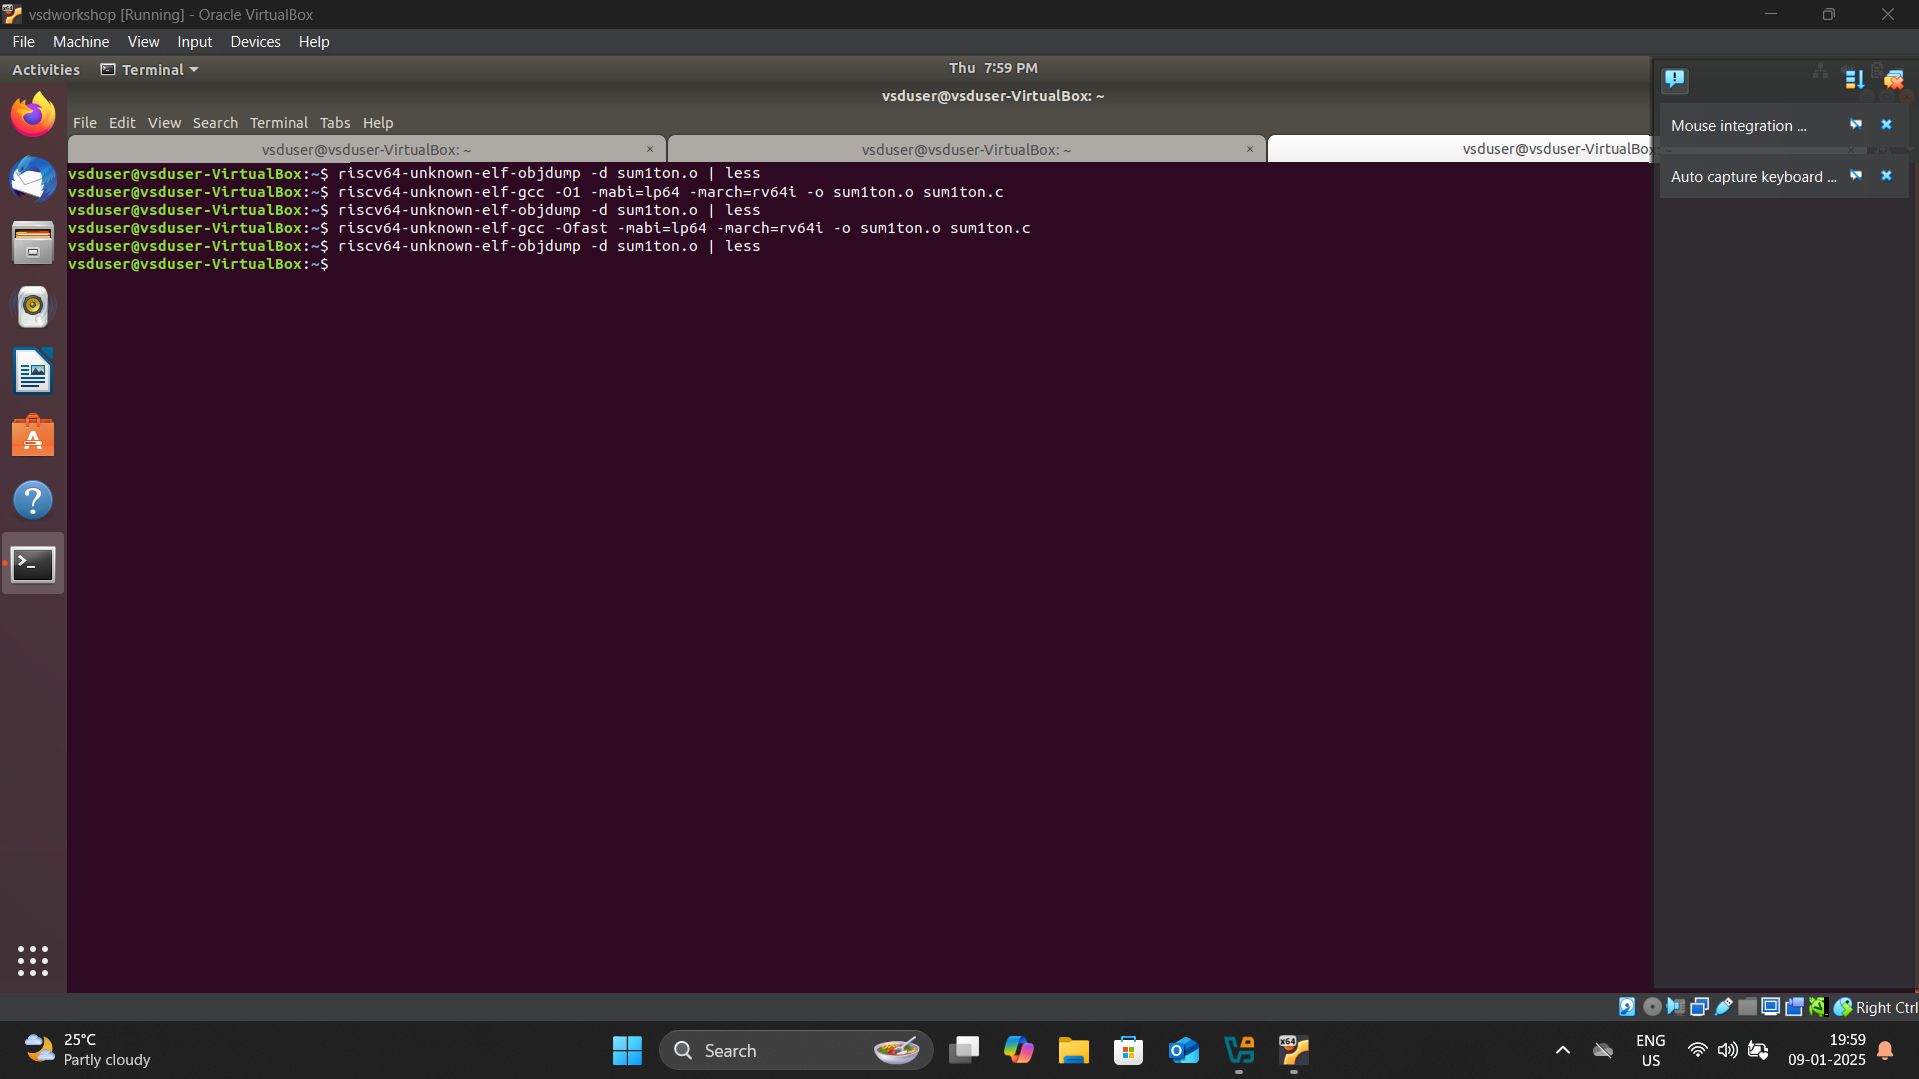 vsdworkshop [Running] - Oracle VirtualBox
File Machine View Input Devices Help
Activities Terminal Thu 7:59 PM
vsduser@vsduser-VirtualBox: ~
File Edit View Search Terminal Tabs Help
vsduser@vsduser-VirtualBox: ~ × vsduser@vsduser-VirtualBox: ~ × vsduser@vsduser-VirtualBox
Mouse integration ...
Auto capture keyboard ...
vsduser@vsduser-VirtualBox:~$ riscv64-unknown-elf-objdump -d sum1ton.o | less
vsduser@vsduser-VirtualBox:~$ riscv64-unknown-elf-gcc -O1 -mabi=lp64 -march=rv64i -o sum1ton.o sum1ton.c
vsduser@vsduser-VirtualBox:~$ riscv64-unknown-elf-objdump -d sum1ton.o | less
vsduser@vsduser-VirtualBox:~$ riscv64-unknown-elf-gcc -Ofast -mabi=lp64 -march=rv64i -o sum1ton.o sum1ton.c
vsduser@vsduser-VirtualBox:~$ riscv64-unknown-elf-objdump -d sum1ton.o | less
vsduser@vsduser-VirtualBox:~$
Right Ctrl
25°C
Partly cloudy
Search
x64
ENG
US
19:59
09-01-2025